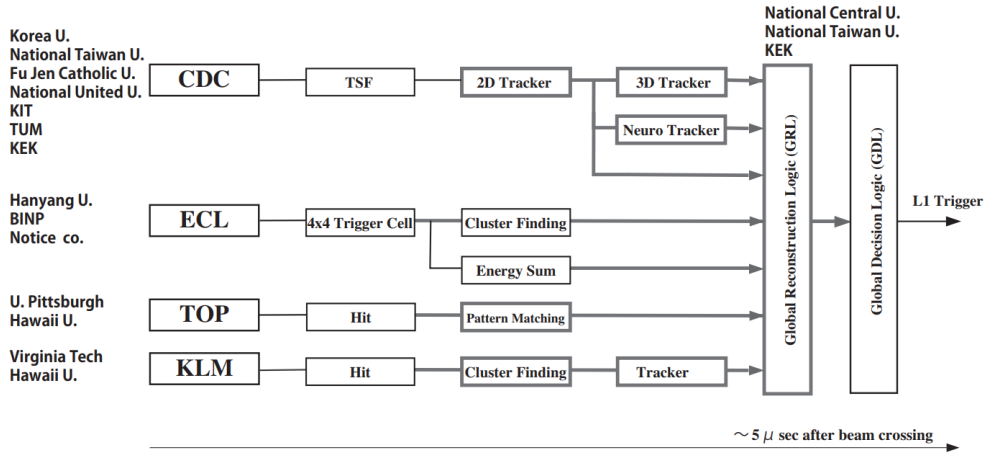 National Central U.
National Taiwan U.
KEK
Korea U.
National Taiwan U.
Fu Jen Catholic U.
National United U.
KIT
TUM
KEK
CDC
TSF
2D Tracker
3D Tracker
Neuro Tracker
Hanyang U.
BINP
Notice co.
ECL
4x4 Trigger Cell
Cluster Finding
Energy Sum
U. Pittsburgh
Hawaii U.
TOP
Hit
Pattern Matching
Virginia Tech
Hawaii U.
KLM
Hit
Cluster Finding
Tracker
Global Reconstruction Logic (GRL)
Global Decision Logic (GDL)
L1 Trigger
～5 μ sec after beam crossing